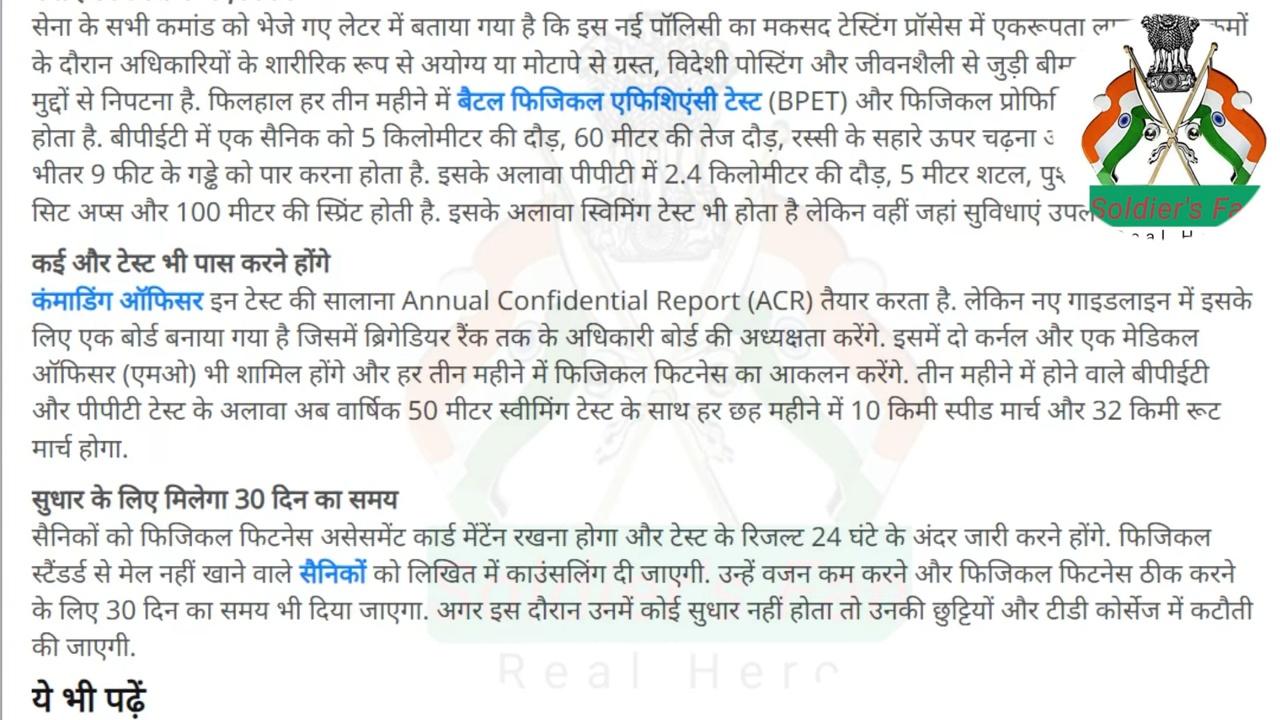 सेना के सभी कमांड को भेजे गए लेटर में बताया गया है कि इस नई पॉलिसी का मकसद टेस्टिंग प्रॉसेस में एकरूपता
के दौरान अधिकारियों के शारीरिक रूप से अयोग्य या मोटापे से ग्रस्त, विदेशी पोस्टिंग और जीवनशैली से जुड़ी
मुद्दों से निपटना है. फिलहाल हर तीन महीने में बैटल फिजिकल एफिशिएंसी टेस्ट (BPET) और फिजिकल
होता है. बीपीईटी में एक सैनिक को 5 किलोमीटर की दौड़, 60 मीटर की तेज दौड़, रस्सी के सहारे ऊपर चढ़ना
भीतर 9 फीट के गड्ढे को पार करना होता है. इसके अलावा पीपीटी में 2.4 किलोमीटर की दौड़, 5 मीटर शटल,
सिट अप्स और 100 मीटर की स्प्रिंट होती है. इसके अलावा स्विमिंग टेस्ट भी होता है लेकिन वहीं जहां सुविधाएं
Soldier's
कई और टेस्ट भी पास करने होंगे
कंमाडिंग ऑफिसर इन टेस्ट की सालाना Annual Confidential Report (ACR) तैयार करता है. लेकिन नए गाइडलाइन में इसके
लिए एक बोर्ड बनाया गया है जिसमें ब्रिगेडियर रैंक तक के अधिकारी बोर्ड की अध्यक्षता करेंगे. इसमें दो कर्नल और एक मेडिकल
ऑफिसर (एमओ) भी शामिल होंगे और हर तीन महीने में फिजिकल फिटनेस का आकलन करेंगे. तीन महीने में होने वाले बीपीईटी
और पीपीटी टेस्ट के अलावा अब वार्षिक 50 मीटर स्वीमिंग टेस्ट के साथ हर छह महीने में 10 किमी स्पीड मार्च और 32 किमी रूट
मार्च होगा.
सुधार के लिए मिलेगा 30 दिन का समय
सैनिकों को फिजिकल फिटनेस असेसमेंट कार्ड मेंटेंन रखना होगा और टेस्ट के रिजल्ट 24 घंटे के अंदर जारी करने होंगे. फिजिकल
स्टैंडर्ड से मेल नहीं खाने वाले सैनिकों को लिखित में काउंसलिंग दी जाएगी. उन्हें वजन कम करने और फिजिकल फिटनेस ठीक करने
के लिए 30 दिन का समय भी दिया जाएगा. अगर इस दौरान उनमें कोई सुधार नहीं होता तो उनकी छुट्टियों और टीडी कोर्सेज में कटौती
की जाएगी.
Real
ये भी पढ़ें